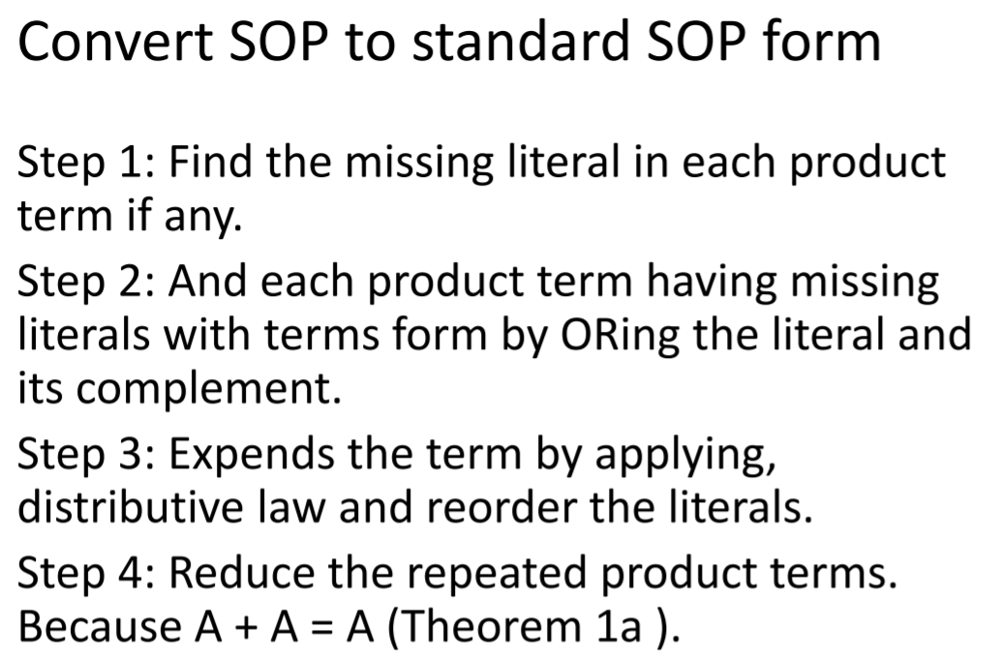 Convert SOP to standard SOP form
Step 1: Find the missing literal in each product
term if any.
Step 2: And each product term having missing
literals with terms form by ORing the literal and
its complement.
Step 3: Expends the term by applying,
distributive law and reorder the literals.
Step 4: Reduce the repeated product terms.
Because A + A = A (Theorem 1a ).